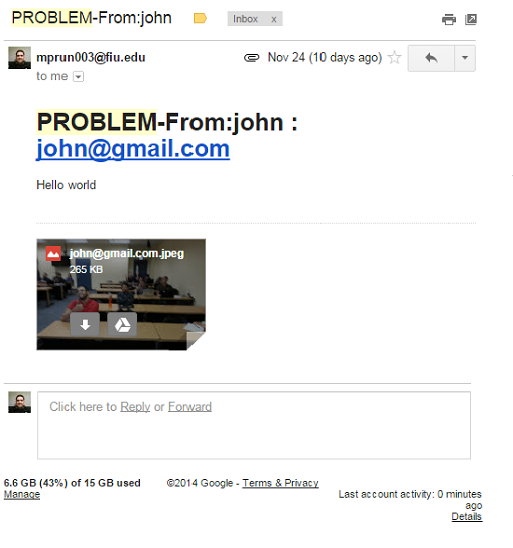 PROBLEM-From:john
Inbox x
mprun003@fiu.edu
Nov 24 (10 days ago)
to me
PROBLEM-From:john :
john@gmail.com
Hello world
john@gmail.com.jpeg
265 KB
Click here to Reply or Forward
6.6 GB (43%) of 15 GB used
Manage
©2014 Google - Terms & Privacy
Last account activity: 0 minutes
ago
Details